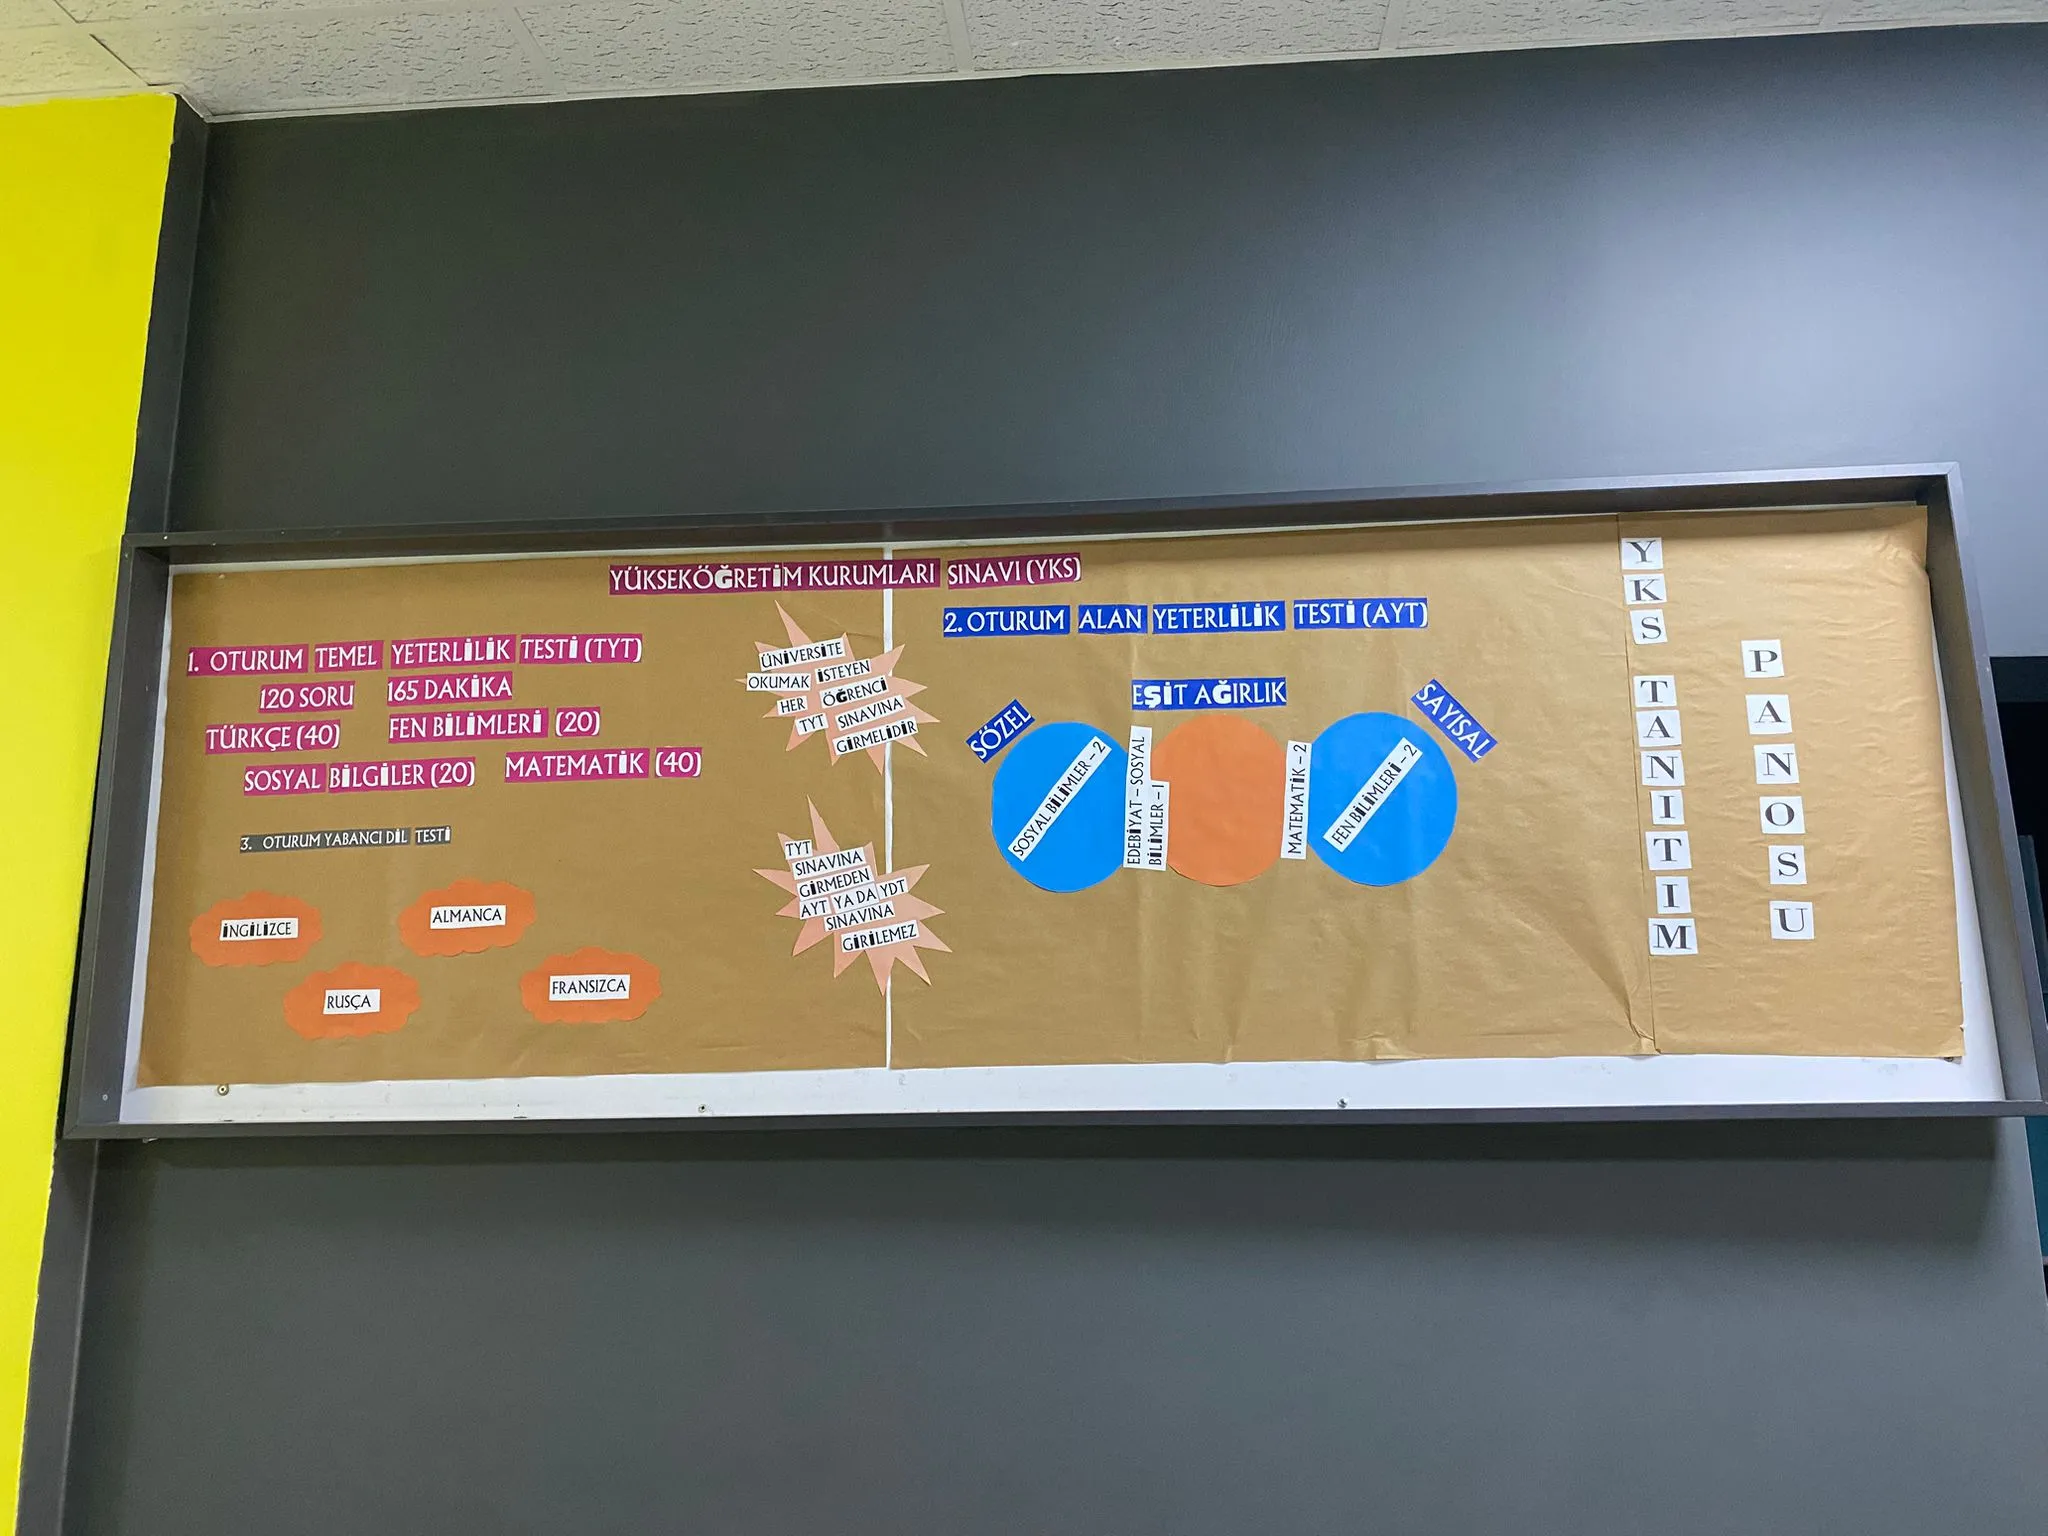 YÜKSEKÖĞRETİM KURUMLARI SINAVI (YKS)
1. OTURUM TEMEL YETERLİLİK TESTİ (TYT)
120 SORU 165 DAKİKA
TÜRKÇE (40) FEN BİLİMLERİ (20)
SOSYAL BİLGİLER (20) MATEMATİK (40)
3. OTURUM YABANCI DİL TESTİ
İNGİLİZCE
ALMANCA
RUSÇA
FRANSIZCA
ÜNİVERSİTE
OKUMAK İSTEYEN
HER ÖĞRENCİ
TYT SINAVINA
GİRMELİDİR
TYT
SINAVINA
GİRMEDEN
AYT YA DA YDT
SINAVINA
GİRİLEMEZ
2. OTURUM ALAN YETERLİLİK TESTİ (AYT)
SÖZEL
EŞİT AĞIRLIK
SAYISAL
SOSYAL BİLİMLER – 2
EDEBİYAT – SOSYAL
BİLİMLER – 1
MATEMATİK – 2
FEN BİLİMLERİ – 2
YKS TANITIM
PANOSU